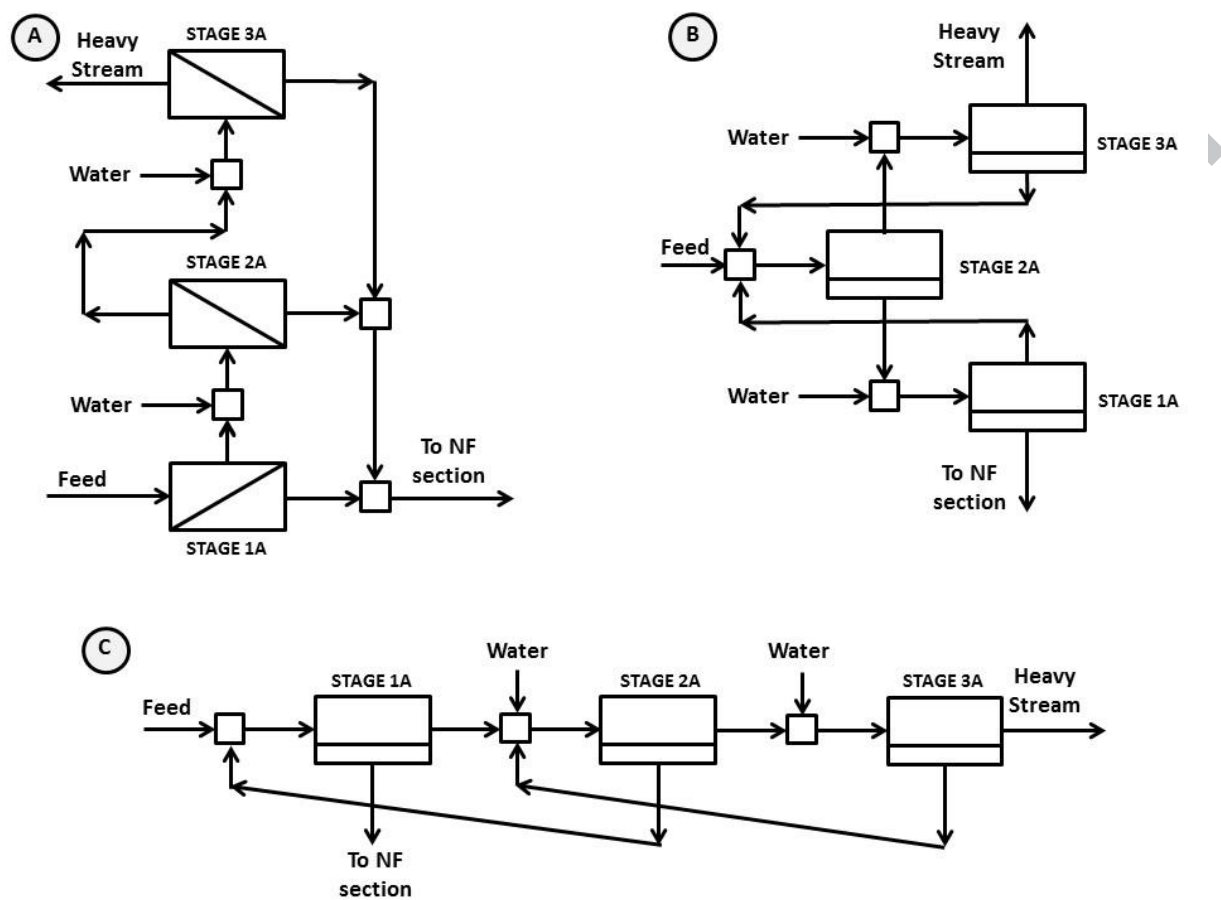 A
STAGE 3A
Heavy
Stream
Water
STAGE 2A
Water
To NF
section
Feed
STAGE 1A
B
Heavy
Stream
Water
STAGE 3A
Feed
STAGE 2A
Water
STAGE 1A
To NF
section
C
Water
Water
Feed
STAGE 1A
STAGE 2A
STAGE 3A
Heavy
Stream
To NF
section